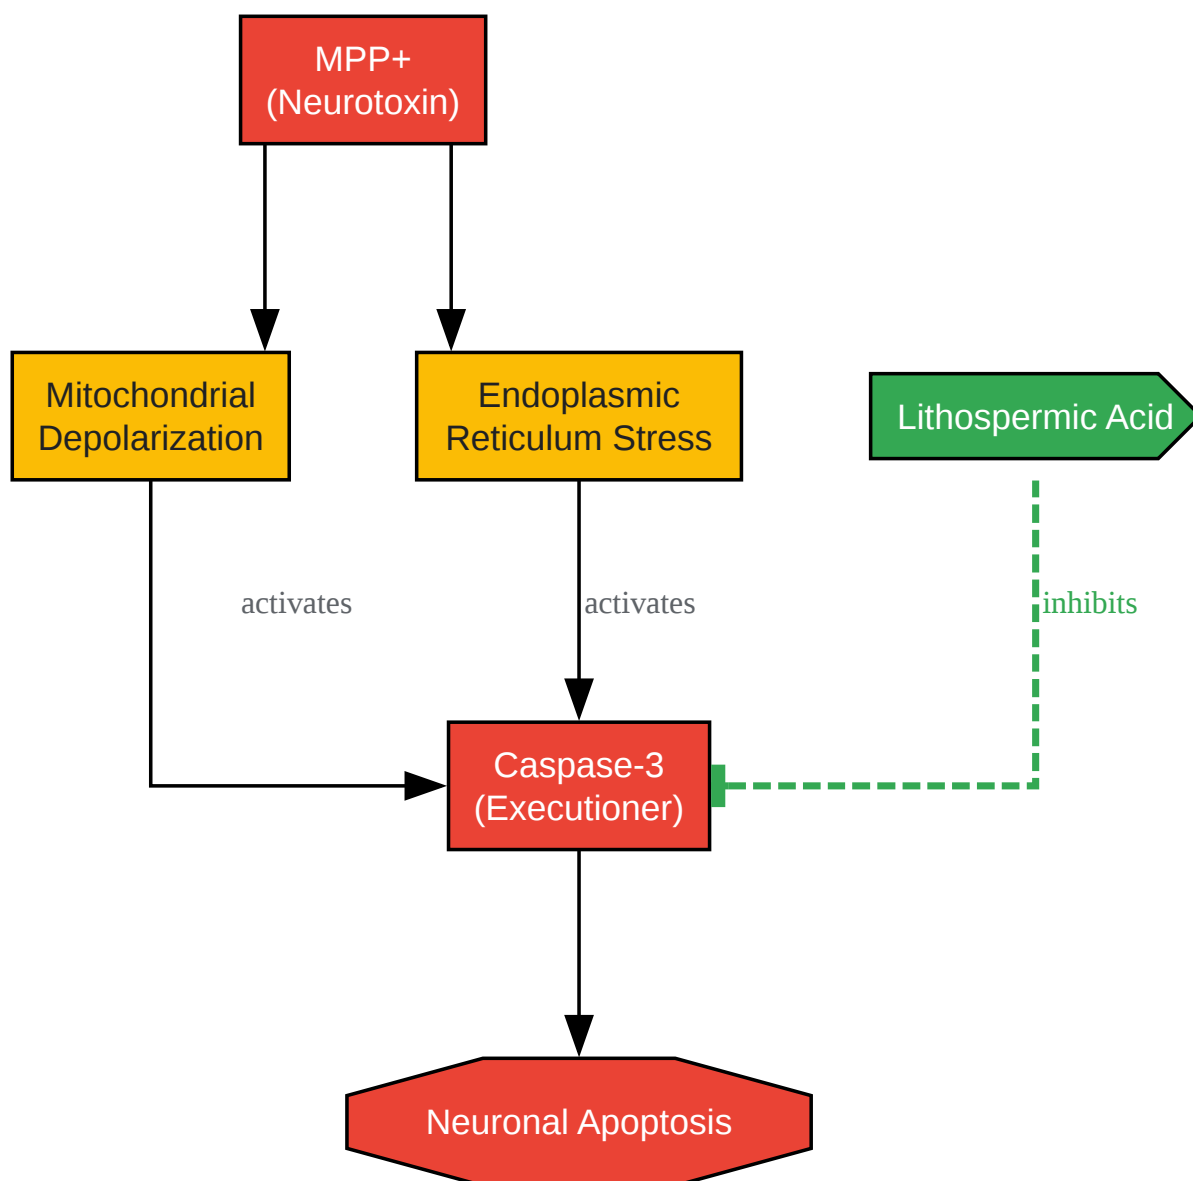 MPP+
(Neurotoxin)
Mitochondrial
Depolarization
Endoplasmic
Reticulum Stress
Lithospermic Acid
activates
activates
inhibits
Caspase-3
(Executioner)
Neuronal Apoptosis